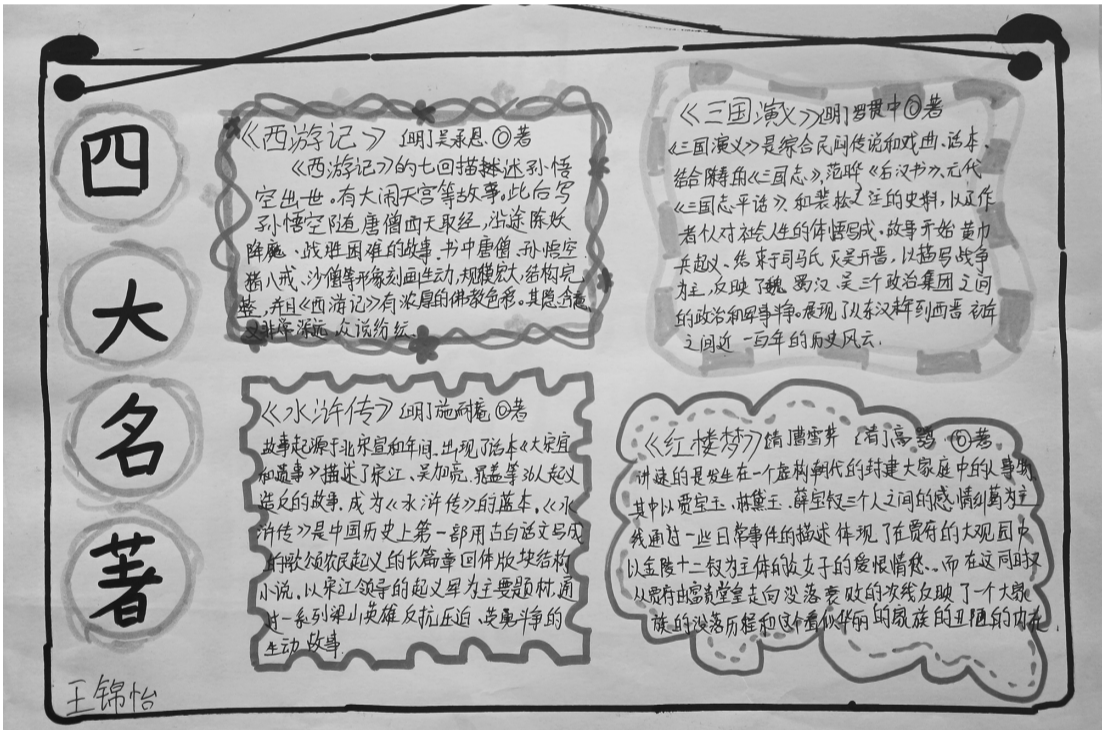 四
大
名
著
《西游记》[明]吴承恩◎著
《西游记》的七回描述述孙悟
空出世。有大闹天宫等故事。此后写
孙悟空随唐僧西天取经,沿途除妖
降魔、战胜困难的故事。书中唐僧、孙悟空
猪八戒、沙僧等形象刻画生动,规模宏大,结构完
整,并且《西游记》有浓厚的佛教色彩。其隐含意
义非常深远,众说纷纭。
《三国演义》[明]罗贯中◎著
《三国演义》是综合民间传说和戏曲、话本、
结合陈寿的《三国志》,范晔《后汉书》、元代
《三国志平话》、和裴松之注的史料,以及作
者个人对社会人生的体悟写成。故事开始黄巾
兵起义、结束于司马氏灭吴开晋,以描写战争
为主,反映了魏、蜀汉、吴三个政治集团之间
的政治和军事斗争。展现了从东汉末年到西晋初年
之间近一百年的历史风云.
《水浒传》[明]施耐庵◎著
故事起源于北宋宣和年间.出现了话本《大宋宣
和遗事》描述了宋江、吴加亮、晁盖等36人起义
造反的故事.成为《水浒传》的蓝本。《水
浒传》是中国历史上第一部用古白话文写成
的歌颂农民起义的长篇章回体版块结构
小说.以宋江领导的起义军为主要题材,通
过一系列梁山英雄反抗压迫、英勇斗争的
生动故事.
《红楼梦》[清]曹雪芹 [清]高鹗◎著
讲述的是发生在一个虚构朝代的封建大家庭中的人事物
其中以贾宝玉、林黛玉、薛宝钗三个人之间的感情纠葛为主
线通过一些日常事件的描述体现了在贾府的大观园中
以金陵十二钗为主体的众女子的爱恨情愁、而在这同时又
从贾府由富贵堂皇走向没落衰败的次线反映了一个大家
族的没落历程和这个看似华丽的家族的丑陋的内在.
王锦怡